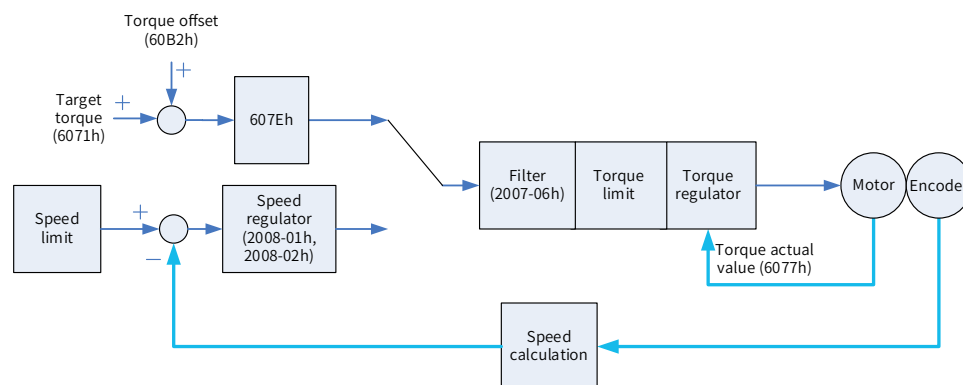 Torque offset
(60B2h)
+
Target
torque
(6071h)
+
607Eh
Filter
(2007-06h)
Torque
limit
Torque
regulator
Motor
Encode
Speed
limit
+
−
Speed
regulator
(2008-01h,
2008-02h)
Torque actual
value (6077h)
Speed
calculation